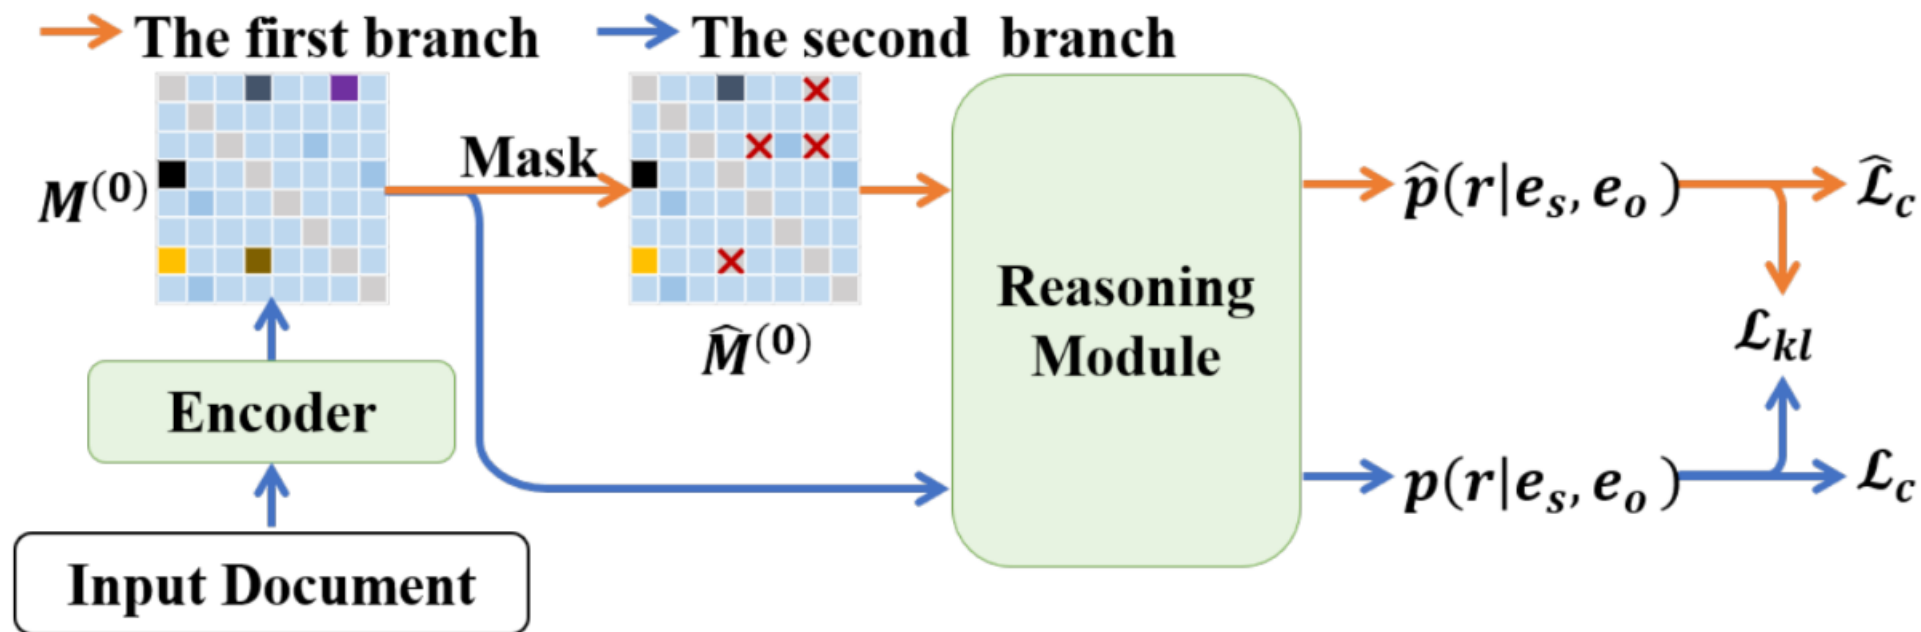 The first branch
The second branch
Mask
M^(0)
M̂^(0)
Encoder
Input Document
Reasoning
Module
p̂(r|e_s, e_o)
ℒ̂_c
ℒ_kl
p(r|e_s, e_o)
ℒ_c